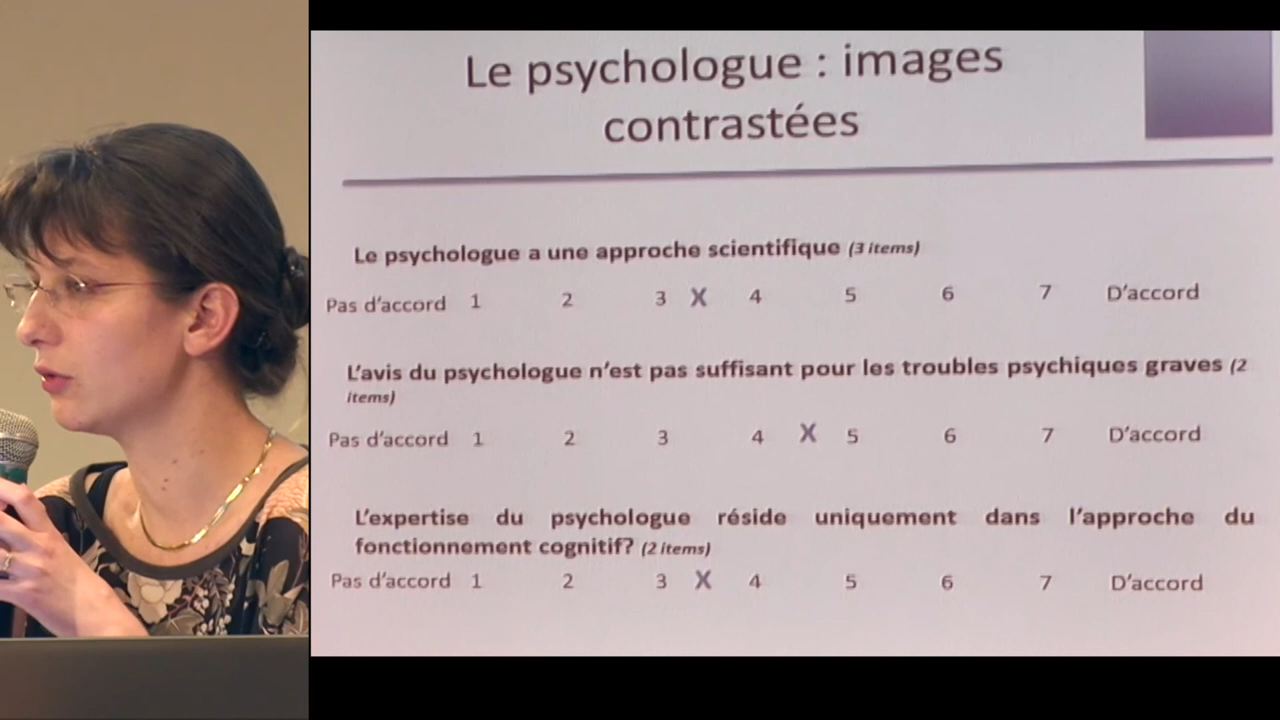 Le psychologue : images
contrastées
Le psychologue a une approche scientifique (3 items)
Pas d'accord 1 2 3 X 4 5 6 7 D'accord
L'avis du psychologue n'est pas suffisant pour les troubles psychiques graves (2
items)
Pas d'accord 1 2 3 4 X 5 6 7 D'accord
L'expertise du psychologue réside uniquement dans l'approche du
fonctionnement cognitif? (2 items)
Pas d'accord 1 2 3 X 4 5 6 7 D'accord